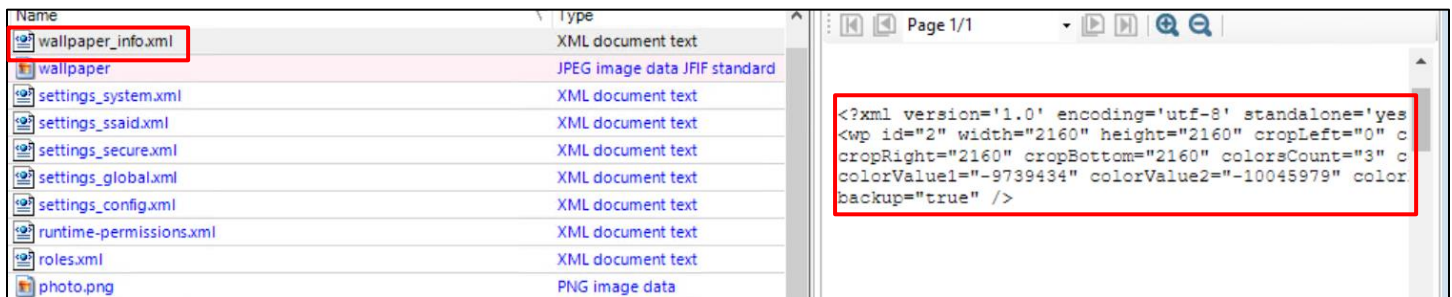 Name Type
wallpaper_info.xml XML document text
wallpaper JPEG image data JFIF standard
settings_system.xml XML document text
settings_ssaid.xml XML document text
settings_secure.xml XML document text
settings_global.xml XML document text
settings_config.xml XML document text
runtime-permissions.xml XML document text
roles.xml XML document text
photo.png PNG image data
Page 1/1
<?xml version='1.0' encoding='utf-8' standalone='yes
<wp id="2" width="2160" height="2160" cropLeft="0" c
cropRight="2160" cropBottom="2160" colorsCount="3" c
colorValue1="-9739434" colorValue2="-10045979" color
backup="true" />